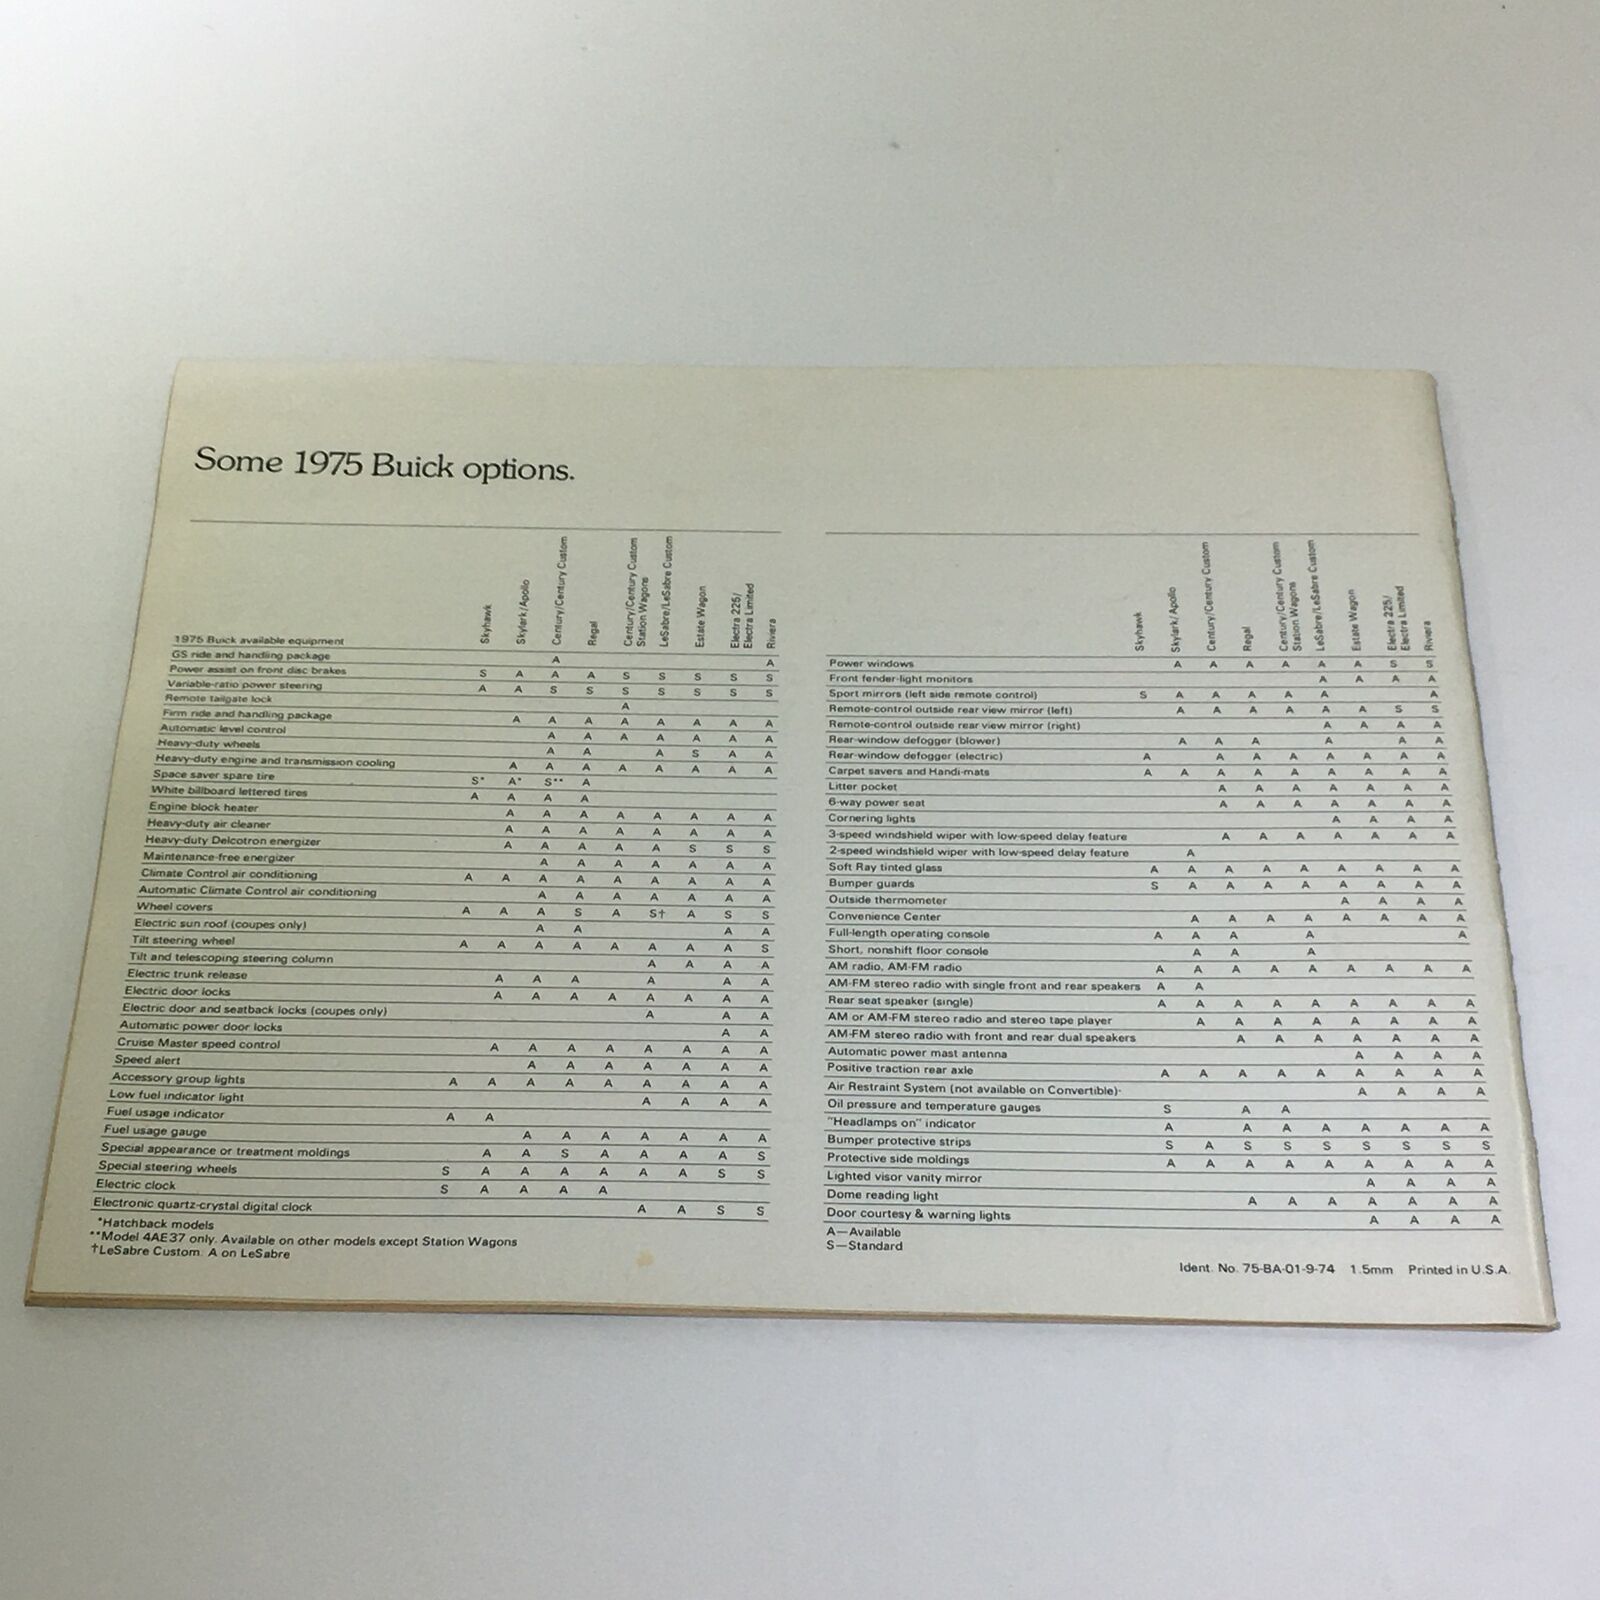 Some 1975 Buick options.
1975 Buick available equipment Skyhawk Skylark/Apollo Century/Century Custom Regal Century/Century Custom Station Wagons LeSabre/LeSabre Custom Estate Wagon Electra 225/ Electra Limited Riviera
GS ride and handling package A A
Power assist on front disc brakes S A A A S S S S S
Variable-ratio power steering A A S S S S S S S
Remote tailgate lock A
Firm ride and handling package A A A A A A A A
Automatic level control A A A A A A A
Heavy-duty wheels A A A S A A
Heavy-duty engine and transmission cooling A A A A A A A A
Space saver spare tire S* A* S** A
White billboard lettered tires A A A A
Engine block heater A A A A A A A A
Heavy-duty air cleaner A A A A A A A A
Heavy-duty Delcotron energizer A A A A A S S S
Maintenance-free energizer A A A A A A A
Climate Control air conditioning A A A A A A A A A
Automatic Climate Control air conditioning A A A A A A A
Wheel covers A A A S A S† A S S
Electric sun roof (coupes only) A A A A
Tilt steering wheel A A A A A A A A S
Tilt and telescoping steering column A A A A
Electric trunk release A A A A A A
Electric door locks A A A A A A A A
Electric door and seatback locks (coupes only) A A A
Automatic power door locks A A
Cruise Master speed control A A A A A A A A
Speed alert A A A A A A A
Accessory group lights A A A A A A A A A
Low fuel indicator light A A A A
Fuel usage indicator A A
Fuel usage gauge A A A A A A A
Special appearance or treatment moldings A A S A A A A S
Special steering wheels S A A A A A A S S
Electric clock S A A A A
Electronic quartz-crystal digital clock A A S S
*Hatchback models
**Model 4AE37 only. Available on other models except Station Wagons
†LeSabre Custom. A on LeSabre
Skyhawk Skylark/Apollo Century/Century Custom Regal Century/Century Custom Station Wagons LeSabre/LeSabre Custom Estate Wagon Electra 225/ Electra Limited Riviera
Power windows A A A A A A S S
Front fender-light monitors A A A A
Sport mirrors (left side remote control) S A A A A A A
Remote-control outside rear view mirror (left) A A A A A A S S
Remote-control outside rear view mirror (right) A A A A
Rear-window defogger (blower) A A A A A A
Rear-window defogger (electric) A A A A A A A A
Carpet savers and Handi-mats A A A A A A A A A
Litter pocket A A A A A A A
6-way power seat A A A A A A A
Cornering lights A A A A
3-speed windshield wiper with low-speed delay feature A A A A A A A
2-speed windshield wiper with low-speed delay feature A
Soft Ray tinted glass A A A A A A A A A
Bumper guards S A A A A A A A A
Outside thermometer A A A A
Convenience Center A A A A A A A A
Full-length operating console A A A A A
Short, nonshift floor console A A A
AM radio, AM-FM radio A A A A A A A A A
AM-FM stereo radio with single front and rear speakers A A
Rear seat speaker (single) A A A A A A A A A
AM or AM-FM stereo radio and stereo tape player A A A A A A A A
AM-FM stereo radio with front and rear dual speakers A A A A A A A
Automatic power mast antenna A A A A
Positive traction rear axle A A A A A A A A A
Air Restraint System (not available on Convertible) A A A A
Oil pressure and temperature gauges S A A
"Headlamps on" indicator A A A A A A A A
Bumper protective strips S A S S S S S S S
Protective side moldings A A A A A A A A A
Lighted visor vanity mirror A A A A
Dome reading light A A A A A A A
Door courtesy & warning lights A A A A
A—Available
S—Standard
Ident. No. 75-BA-01-9-74 1.5mm Printed in U.S.A.